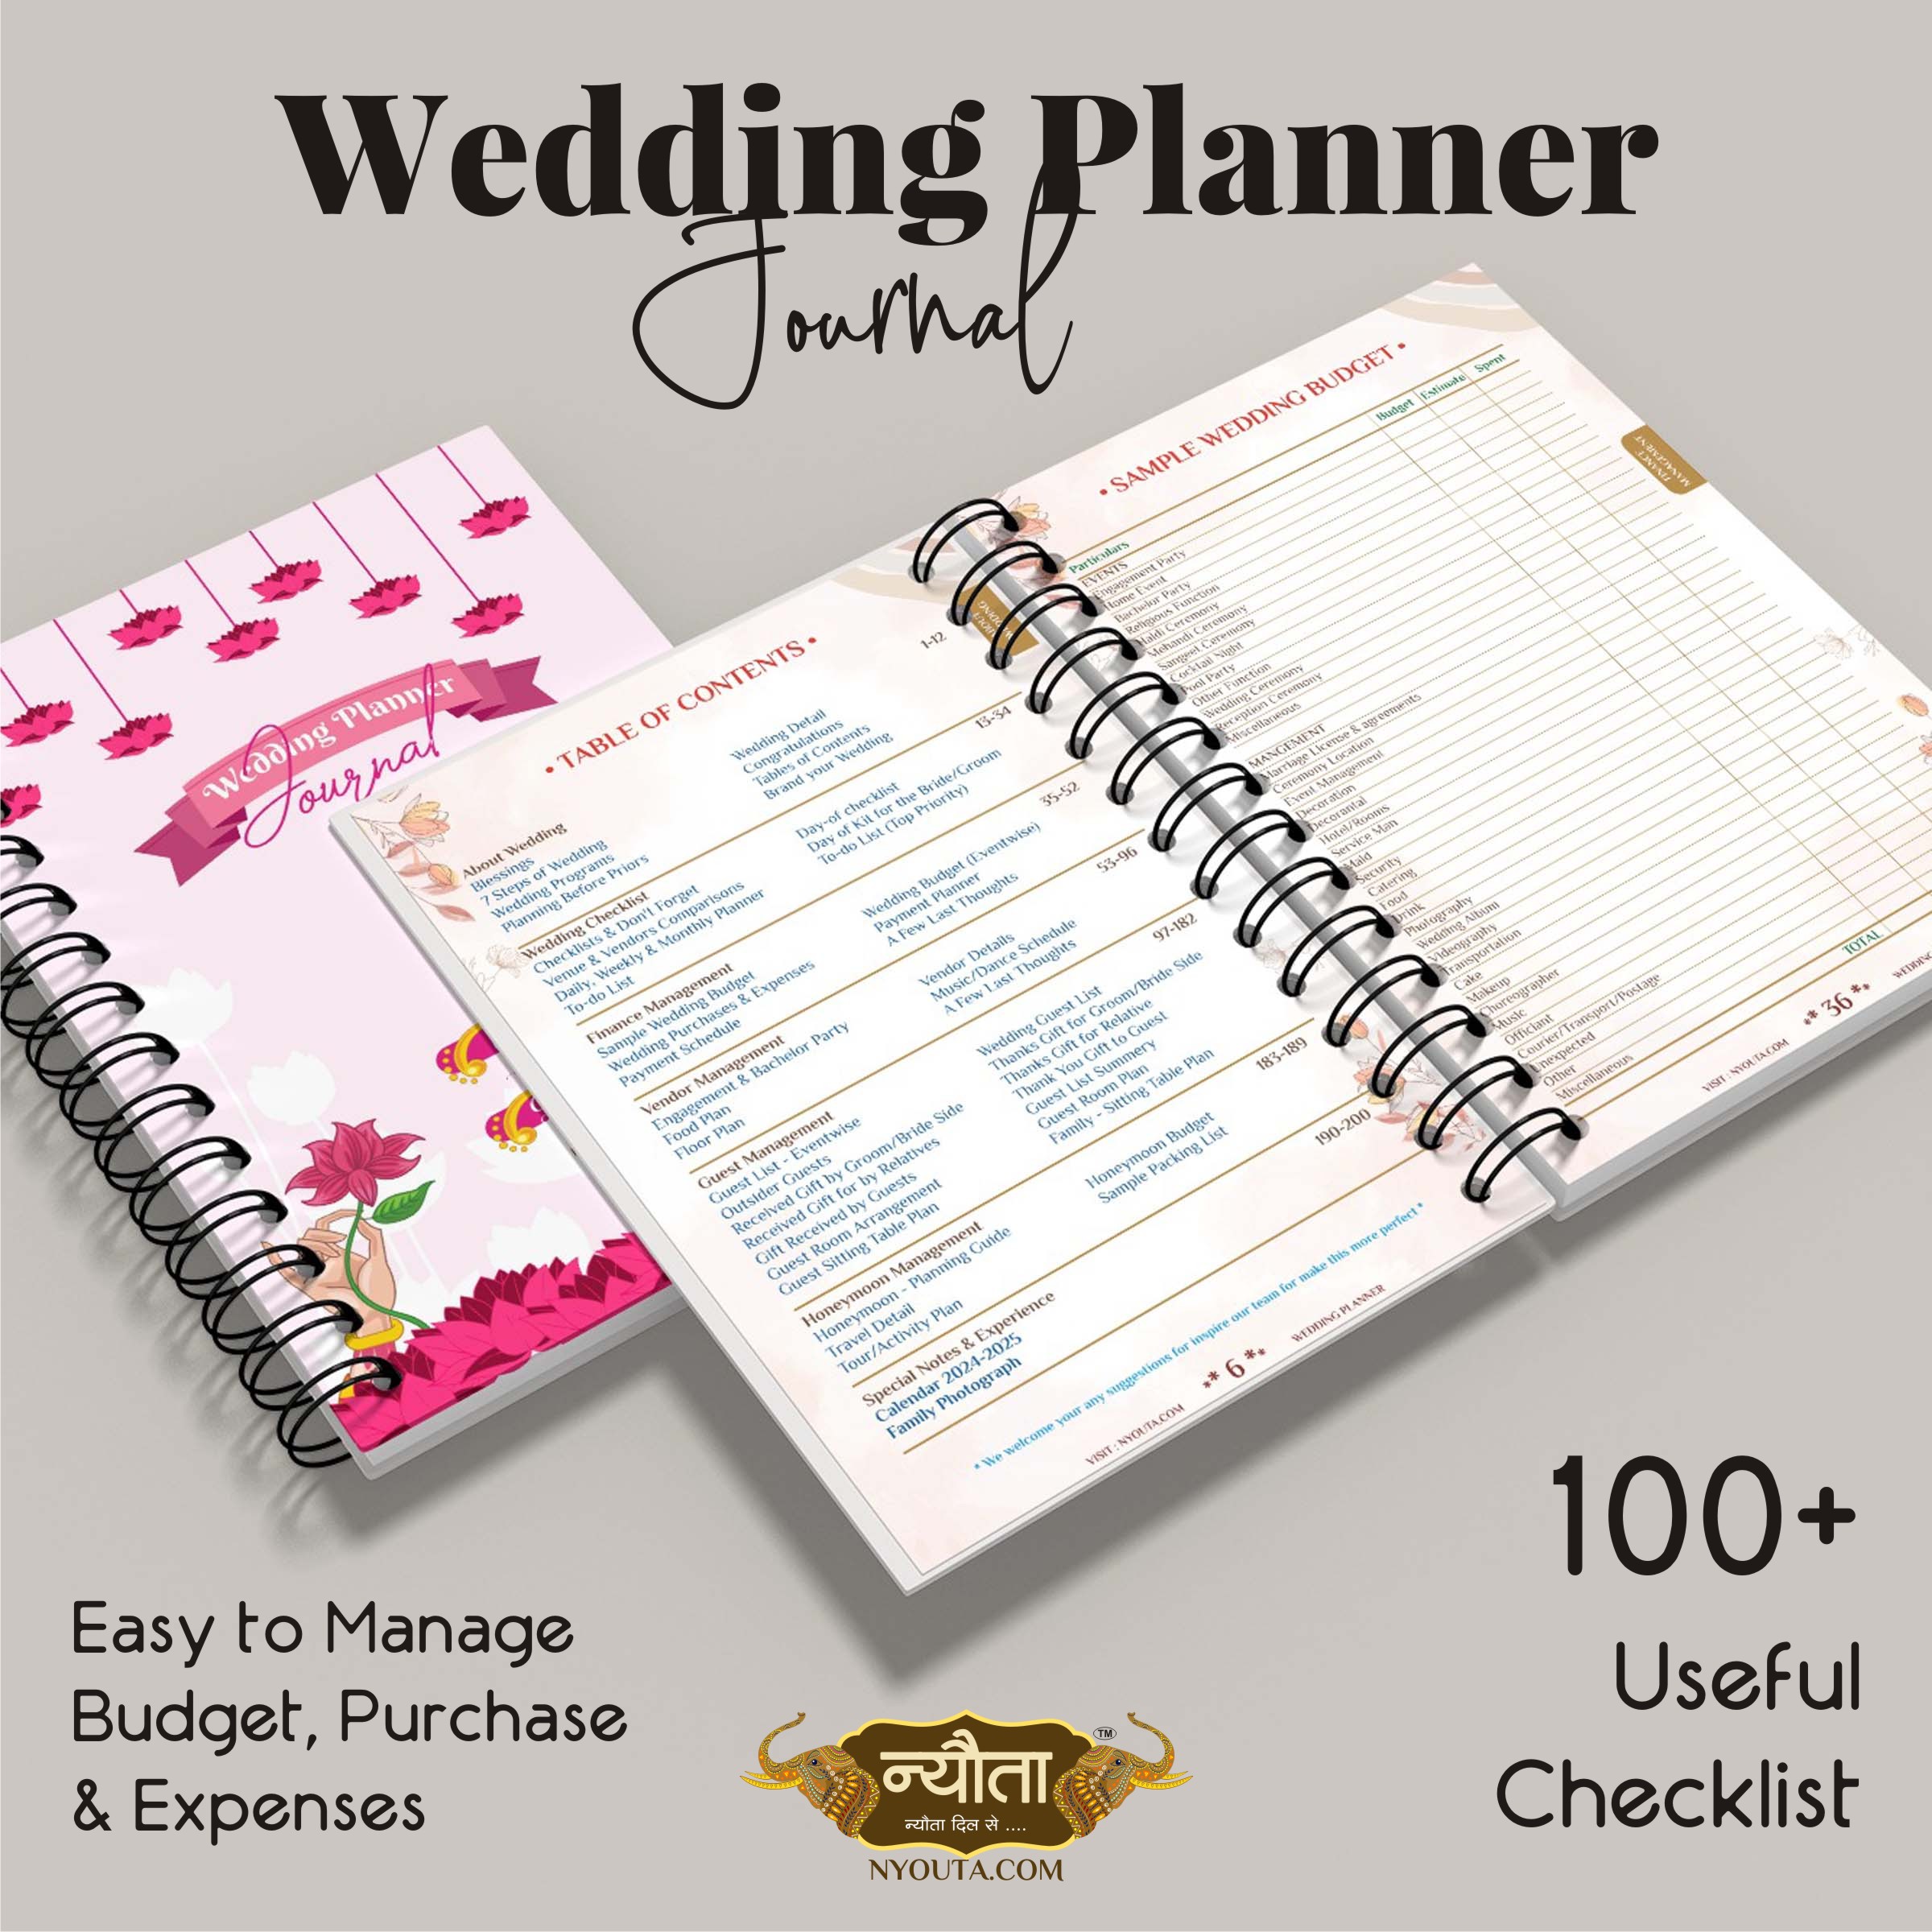 Wedding Planner
Journal
Wedding Planner
Journal
• TABLE OF CONTENTS •
1-12
About Wedding
Blessings
7 Steps of Wedding
Wedding Programs
Planning Before Priors
Wedding Detail
Congratulations
Tables of Contents
Brand your Wedding
13-34
Wedding Checklist
Checklists & Don't Forget
Venue & Vendors Comparisons
Daily, Weekly & Monthly Planner
To-do List
Day-of checklist
Day of Kit for the Bride/Groom
To-do List (Top Priority)
35-52
Finance Management
Sample Wedding Budget
Wedding Purchases & Expenses
Payment Schedule
Wedding Budget (Eventwise)
Payment Planner
A Few Last Thoughts
53-96
Vendor Management
Engagement & Bachelor Party
Food Plan
Floor Plan
Vendor Details
Music/Dance Schedule
A Few Last Thoughts
97-182
Guest Management
Guest List - Eventwise
Outsider Guests
Received Gift by Groom/Bride Side
Received Gift for by Relatives
Gift Received by Guests
Guest Room Arrangement
Guest Sitting Table Plan
Wedding Guest List
Thanks Gift for Groom/Bride Side
Thanks Gift for Relative
Thank You Gift to Guest
Guest List Summery
Guest Room Plan
Family - Sitting Table Plan
183-189
Honeymoon Management
Honeymoon - Planning Guide
Travel Detail
Tour/Activity Plan
Honeymoon Budget
Sample Packing List
190-200
Special Notes & Experience
Calendar 2024-2025
Family Photograph
* We welcome your any suggestions for inspire our team for make this more perfect *
VISIT : NYOUTA.COM
6
WEDDING PLANNER
• SAMPLE WEDDING BUDGET •
Particulars
Budget
Estimate
Spent
FINANCE
MANAGEMENT
EVENTS
Engagement Party
Home Event
Bachelor Party
Religious Function
Haldi Ceremony
Mehandi Ceremony
Sangeet Ceremony
Cocktail Night
Pool Party
Other Function
Wedding Ceremony
Reception Ceremony
Miscellaneous
MANGEMENT
Marriage License & agreements
Ceremony Location
Event Management
Decoration
Decorantal
Hotel/Rooms
Service Man
Maid
Security
Catering
Food
Drink
Photography
Wedding Album
Videography
Transportation
Cake
Makeup
Choreographer
Music
Officiant
Courier/Transport/Postage
Unexpected
Other
Miscellaneous
TOTAL
VISIT : NYOUTA.COM
36
Easy to Manage
Budget, Purchase
& Expenses
100+
Useful
Checklist
न्यौता
TM
न्यौता दिल से ....
NYOUTA.COM